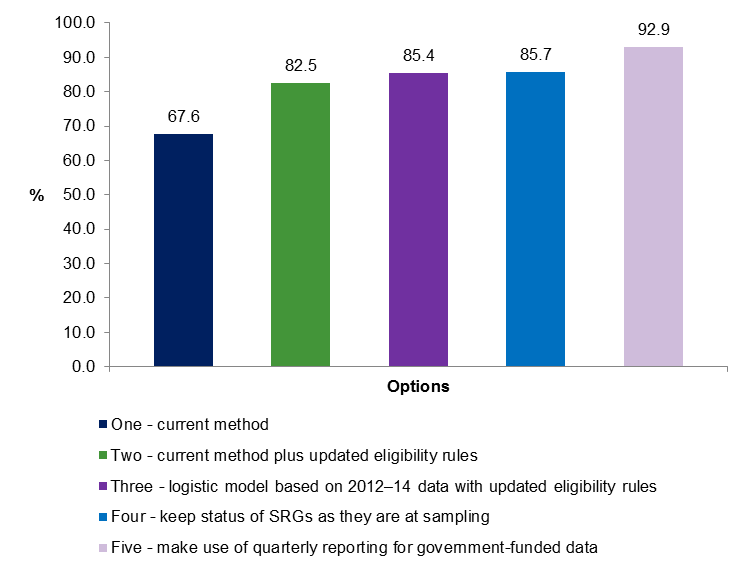 100.0
90.0
80.0
70.0
60.0
50.0
40.0
30.0
20.0
10.0
0.0
%
67.6
82.5
85.4
85.7
92.9
Options
One - current method
Two - current method plus updated eligibility rules
Three - logistic model based on 2012–14 data with updated eligibility rules
Four - keep status of SRGs as they are at sampling
Five - make use of quarterly reporting for government-funded data